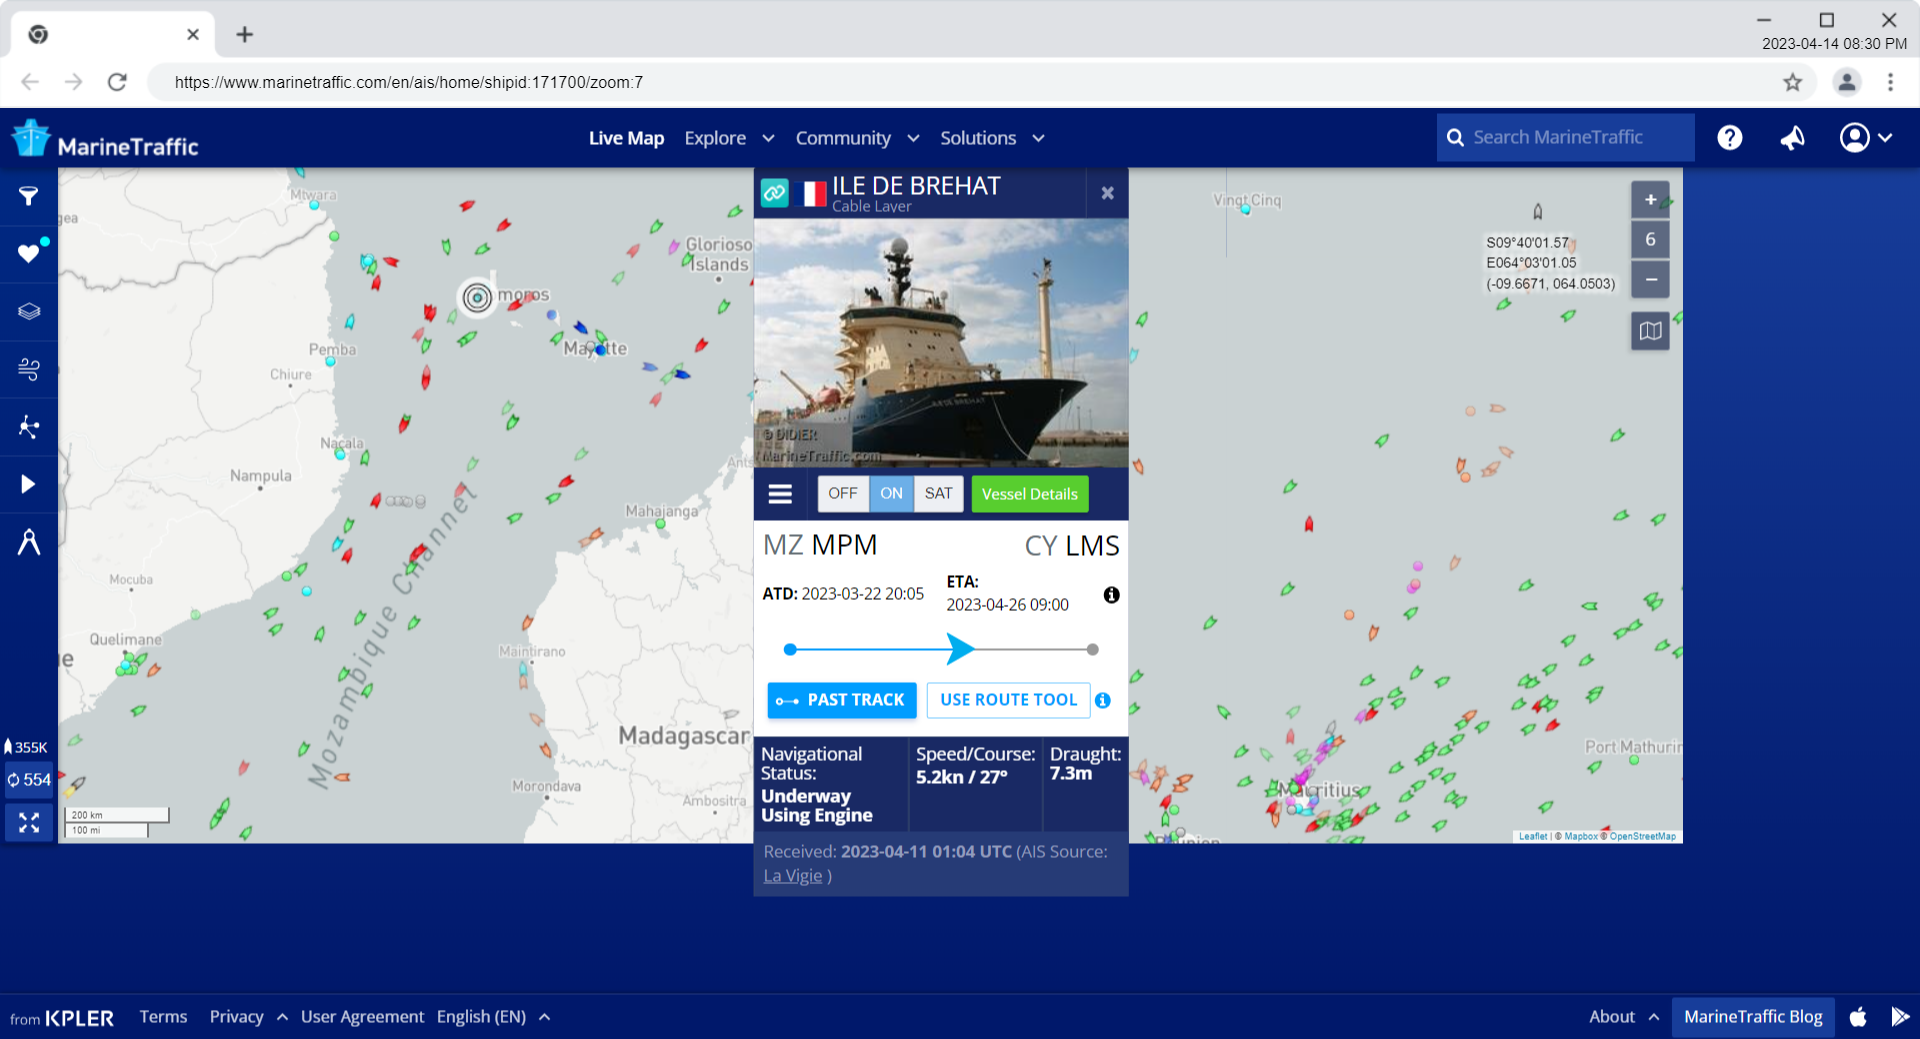 2023-04-14 08:30 PM
https://www.marinetraffic.com/en/ais/home/shipid:171700/zoom:7
MarineTraffic
Live Map
Explore
Community
Solutions
Search MarineTraffic
Mtwara
gea
Pemba
Chiure
Nacala
Nampula
Mocuba
Quelimane
e
moros
Mayotte
Glorioso
Islands
Ants
Mahajanga
Mozambique Channel
Maintirano
Madagascar
Morondava
Ambositra
355K
554
200 km
100 mi
ILE DE BREHAT
Cable Layer
ILE DE BREHAT
© DIDIER
MarineTraffic.com
OFF
ON
SAT
Vessel Details
MZ MPM
CY LMS
ATD: 2023-03-22 20:05
ETA:
2023-04-26 09:00
PAST TRACK
USE ROUTE TOOL
Navigational
Status:
Underway
Using Engine
Speed/Course:
5.2kn / 27°
Draught:
7.3m
Received: 2023-04-11 01:04 UTC (AIS Source:
La Vigie )
Vingt Cinq
S09°40'01.57
E064°03'01.05
(-09.6671, 064.0503)
+
6
−
Port Mathurin
Mauritius
Leaflet | © Mapbox © OpenStreetMap
from KPLER
Terms
Privacy
User Agreement
English (EN)
About
MarineTraffic Blog